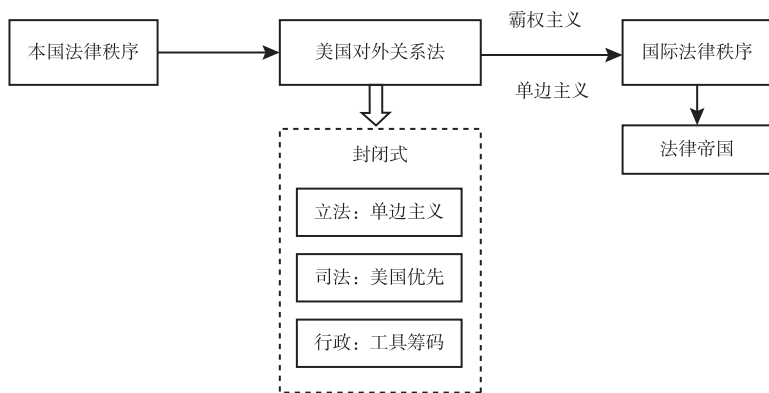 本国法律秩序
美国对外关系法
霸权主义
单边主义
国际法律秩序
法律帝国
封闭式
立法：单边主义
司法：美国优先
行政：工具筹码